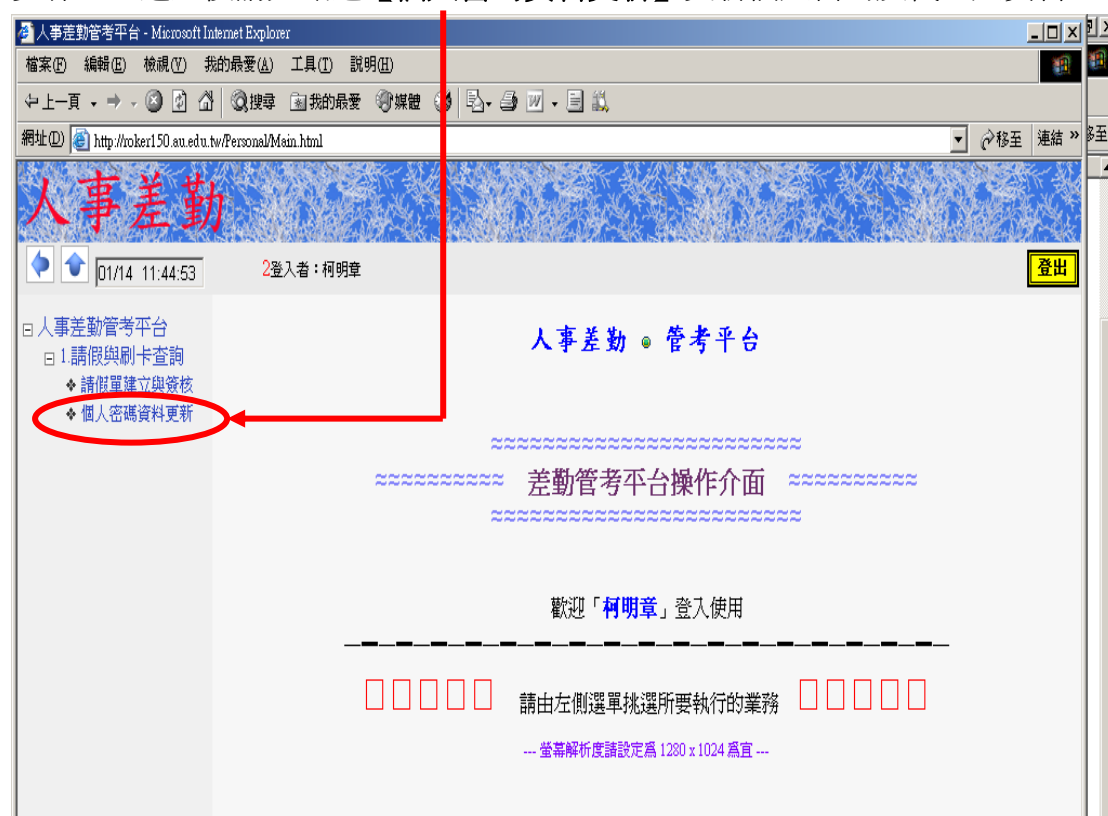 人事差勤管考平台 - Microsoft Internet Explorer
檔案(F) 編輯(E) 檢視(V) 我的最愛(A) 工具(T) 說明(H)
上一頁 搜尋 我的最愛 媒體
網址(D) http://roker150.au.edu.tw/Personal/Main.html 移至 連結 »
移至
人事差勤
01/14 11:44:53 2登入者：柯明章 登出
人事差勤管考平台
1.請假與刷卡查詢
請假單建立與簽核
個人密碼資料更新
人事差勤 管考平台
≈≈≈≈≈≈≈≈≈≈≈≈≈≈≈≈≈≈≈≈≈≈≈≈
≈≈≈≈≈≈≈≈≈≈ 差勤管考平台操作介面 ≈≈≈≈≈≈≈≈≈≈
≈≈≈≈≈≈≈≈≈≈≈≈≈≈≈≈≈≈≈≈≈≈≈≈
歡迎「柯明章」登入使用
請由左側選單挑選所要執行的業務
--- 螢幕解析度請設定為 1280 x 1024 為宜 ---